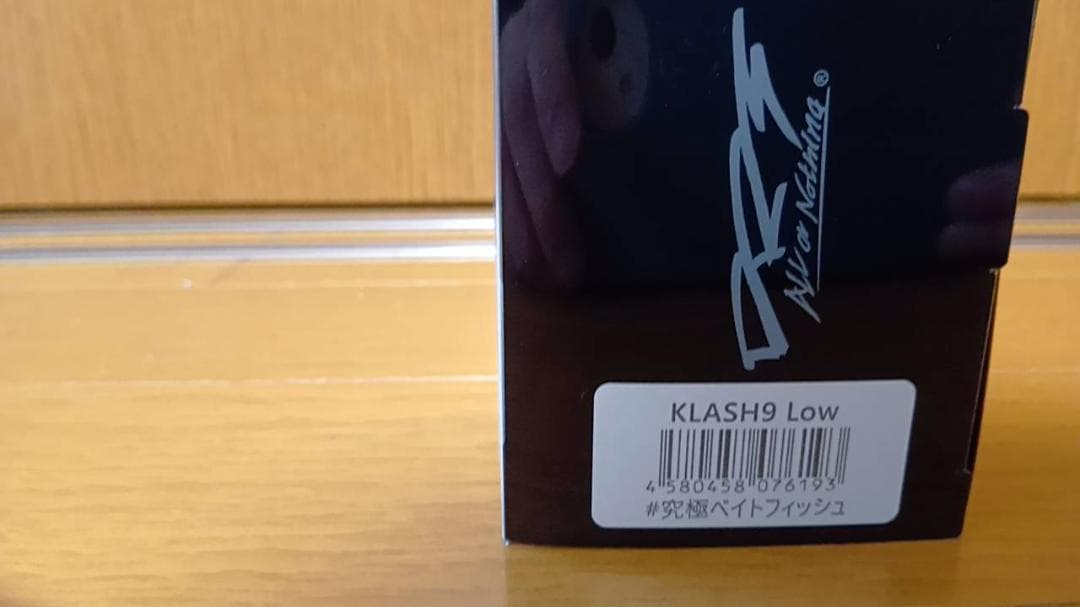 DRT
All or Nothing®
KLASH9 Low
4 580458 076193
#究極ベイトフィッシュ